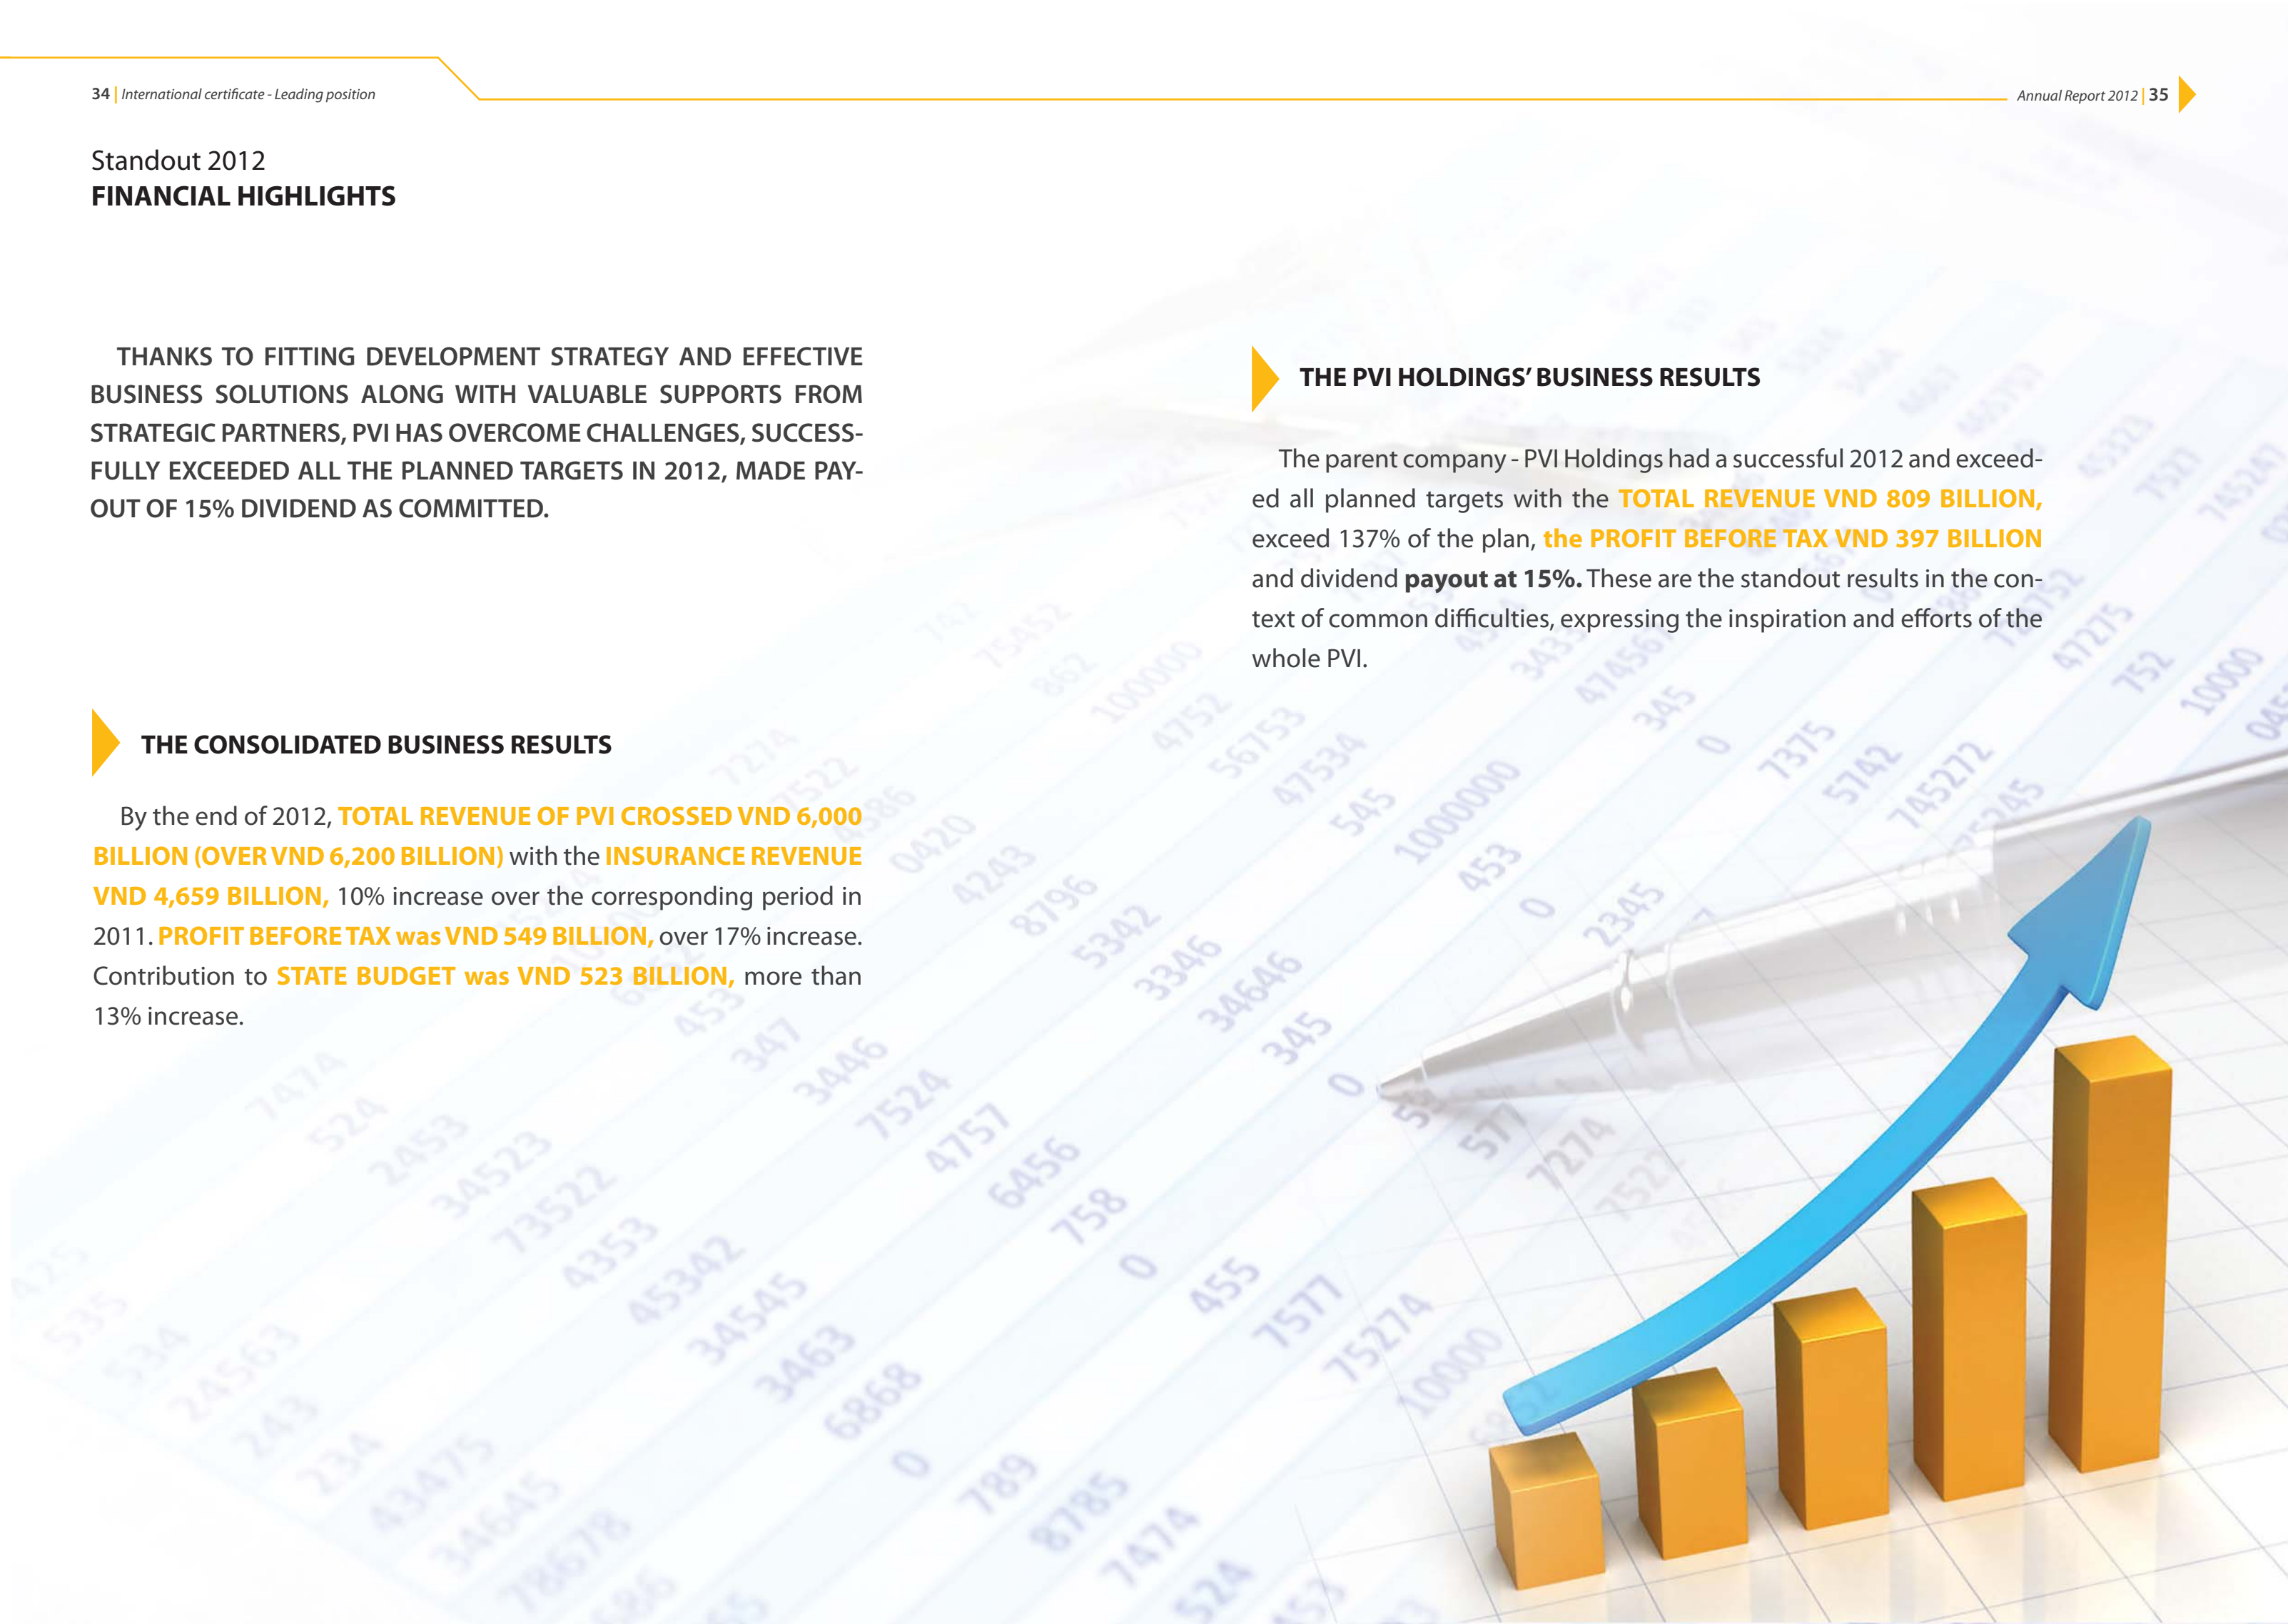 34 | International certificate - Leading position
Annual Report 2012 | 35
Standout 2012
FINANCIAL HIGHLIGHTS
THANKS TO FITTING DEVELOPMENT STRATEGY AND EFFECTIVE
BUSINESS SOLUTIONS ALONG WITH VALUABLE SUPPORTS FROM
STRATEGIC PARTNERS, PVI HAS OVERCOME CHALLENGES, SUCCESS-
FULLY EXCEEDED ALL THE PLANNED TARGETS IN 2012, MADE PAY-
OUT OF 15% DIVIDEND AS COMMITTED.
THE CONSOLIDATED BUSINESS RESULTS
By the end of 2012, TOTAL REVENUE OF PVI CROSSED VND 6,000
BILLION (OVER VND 6,200 BILLION) with the INSURANCE REVENUE
VND 4,659 BILLION, 10% increase over the corresponding period in
2011. PROFIT BEFORE TAX was VND 549 BILLION, over 17% increase.
Contribution to STATE BUDGET was VND 523 BILLION, more than
13% increase.
THE PVI HOLDINGS' BUSINESS RESULTS
The parent company - PVI Holdings had a successful 2012 and exceed-
ed all planned targets with the TOTAL REVENUE VND 809 BILLION,
exceed 137% of the plan, the PROFIT BEFORE TAX VND 397 BILLION
and dividend payout at 15%. These are the standout results in the con-
text of common difficulties, expressing the inspiration and efforts of the
whole PVI.